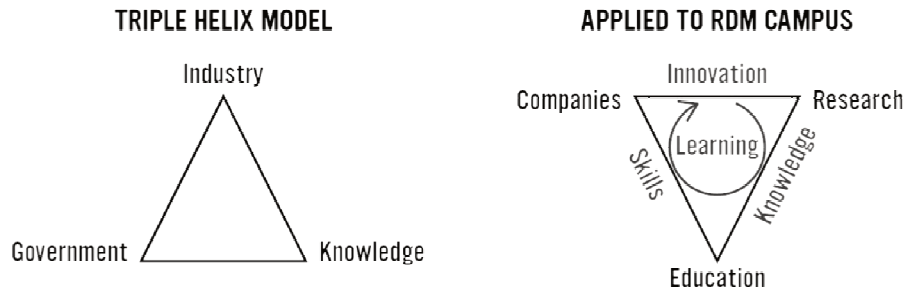 TRIPLE HELIX MODEL
Industry
Government
Knowledge
APPLIED TO RDM CAMPUS
Innovation
Companies
Research
Learning
Skills
Knowledge
Education